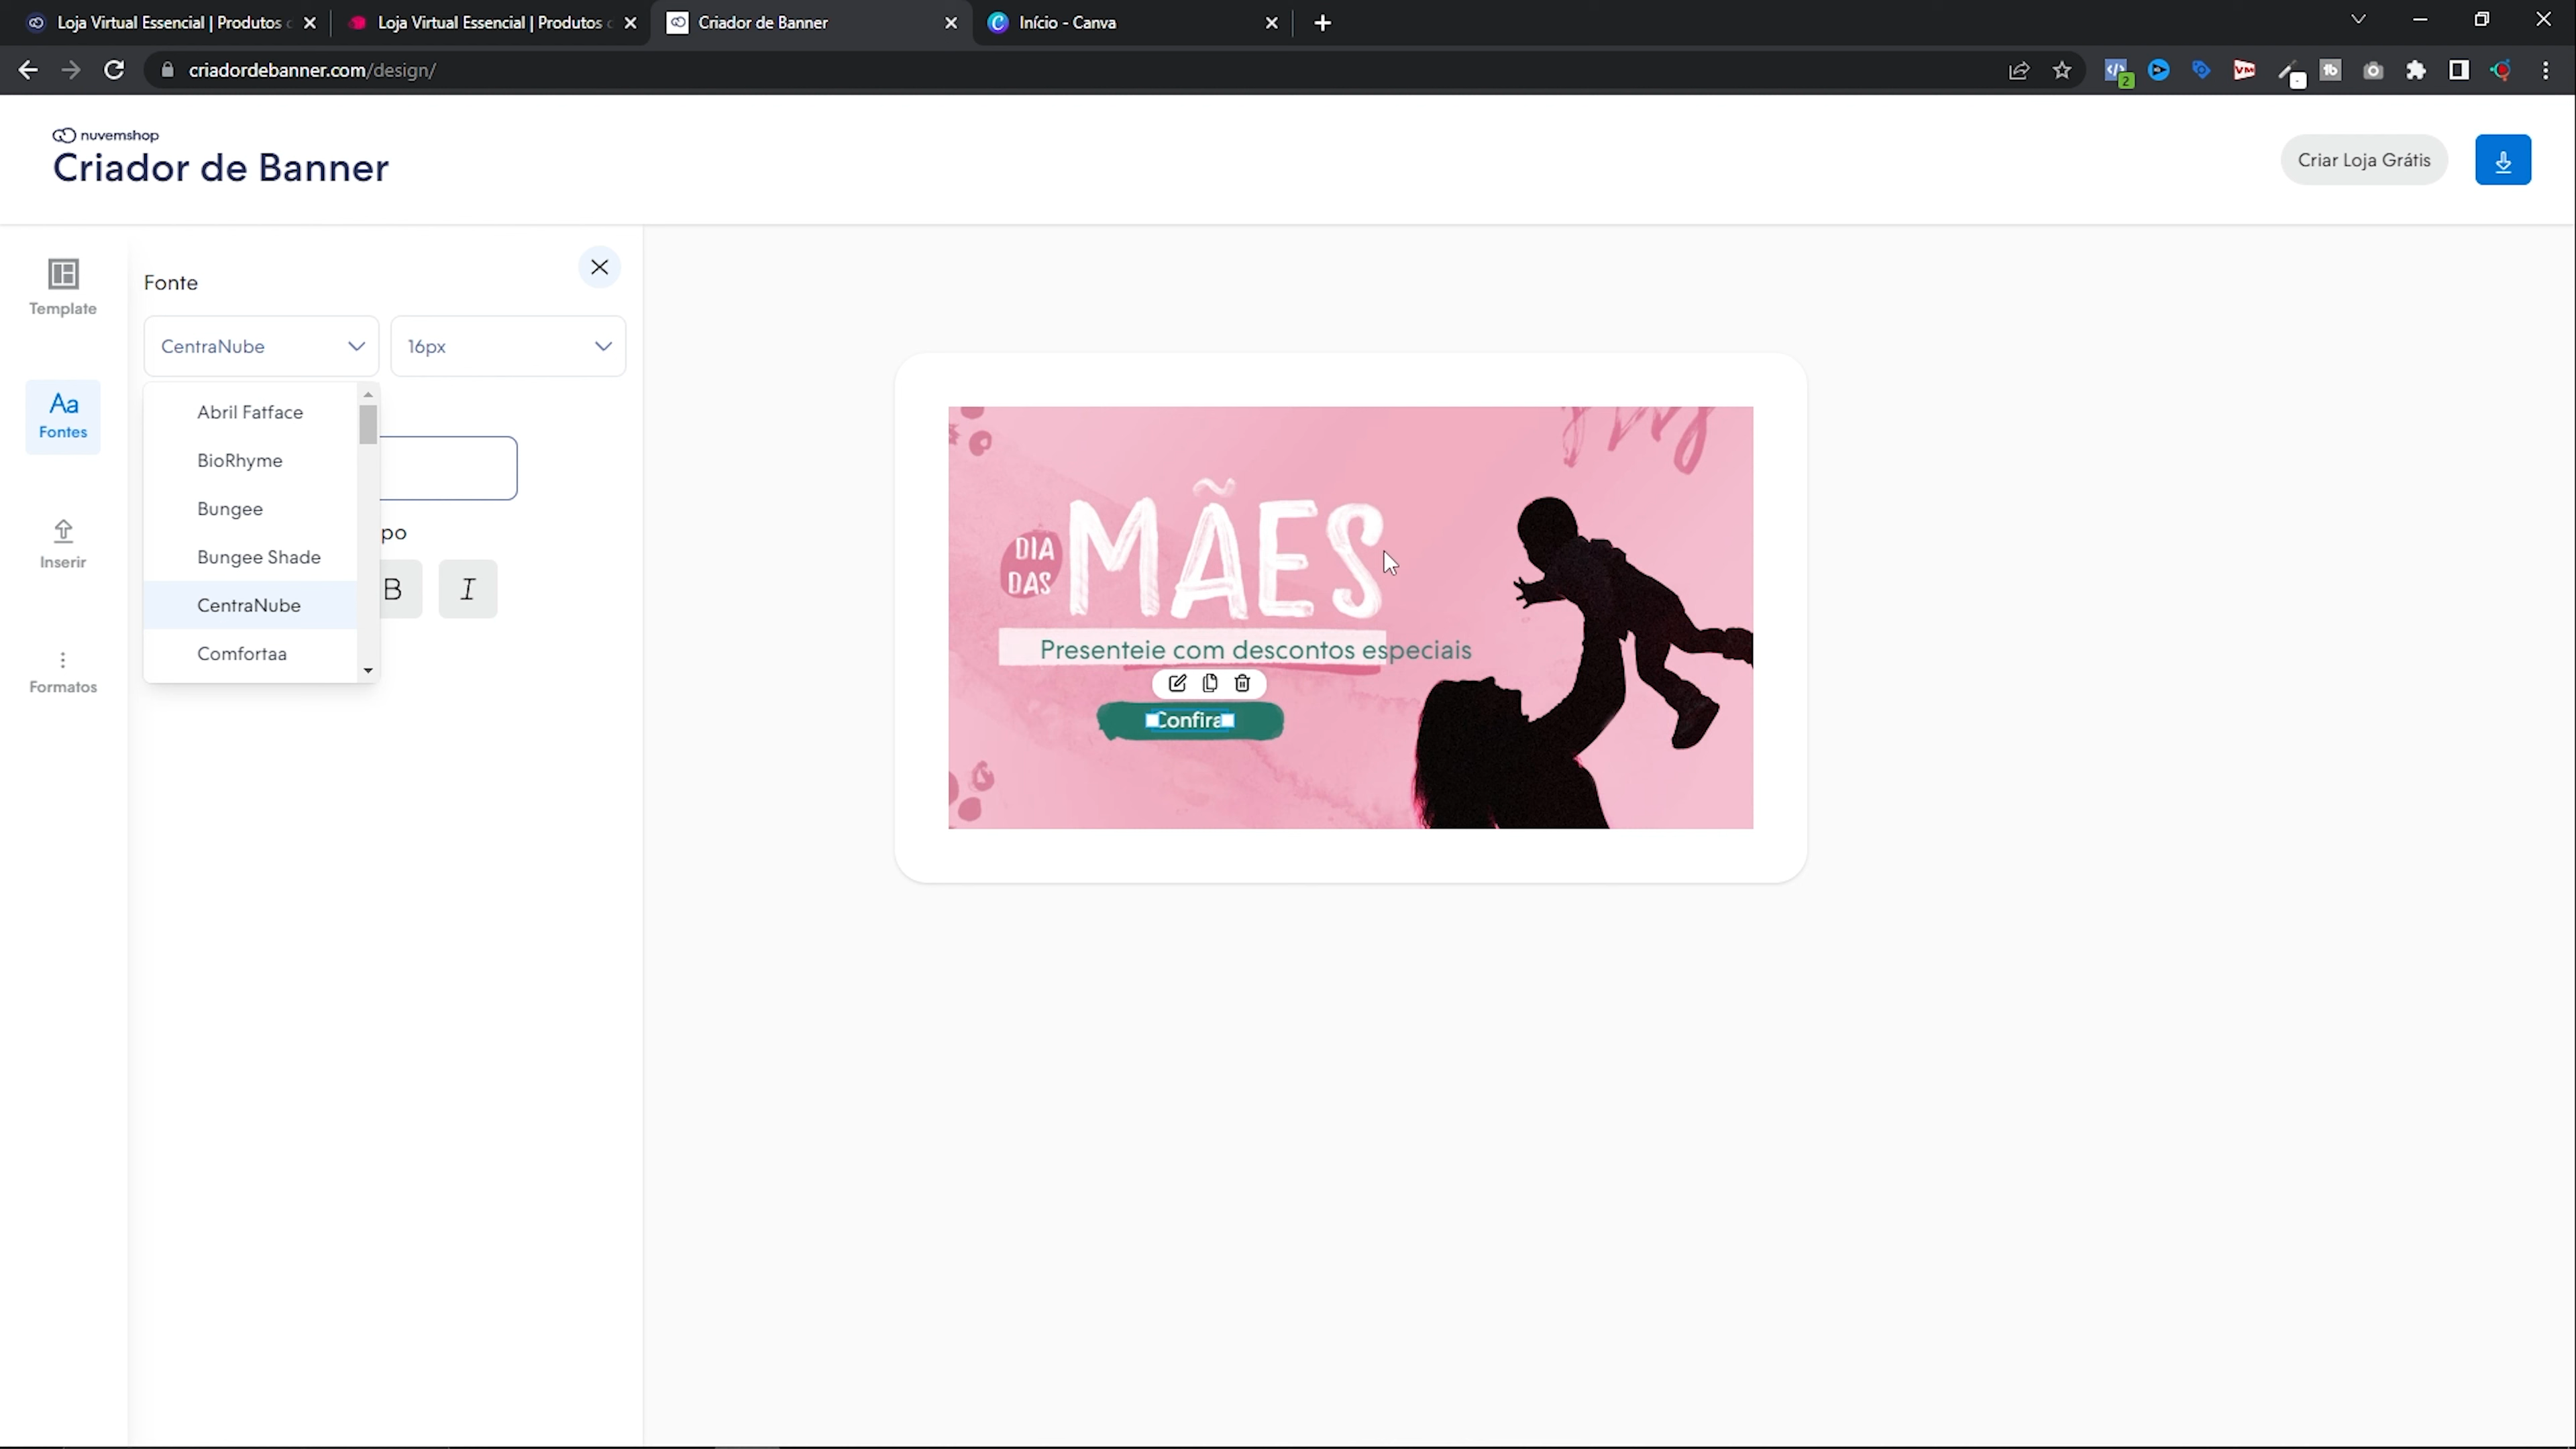 Loja Virtual Essencial | Produtos
Loja Virtual Essencial | Produtos
Criador de Banner
Início - Canva
criadordebanner.com/design/
nuvemshop
Criador de Banner
Criar Loja Grátis
Template
Aa
Fontes
Inserir
Formatos
Fonte
CentraNube
16px
Abril Fatface
BioRhyme
Bungee
Bungee Shade
CentraNube
Comfortaa
po
B
I
DIA
DAS
MÃES
Presenteie com descontos especiais
Confira